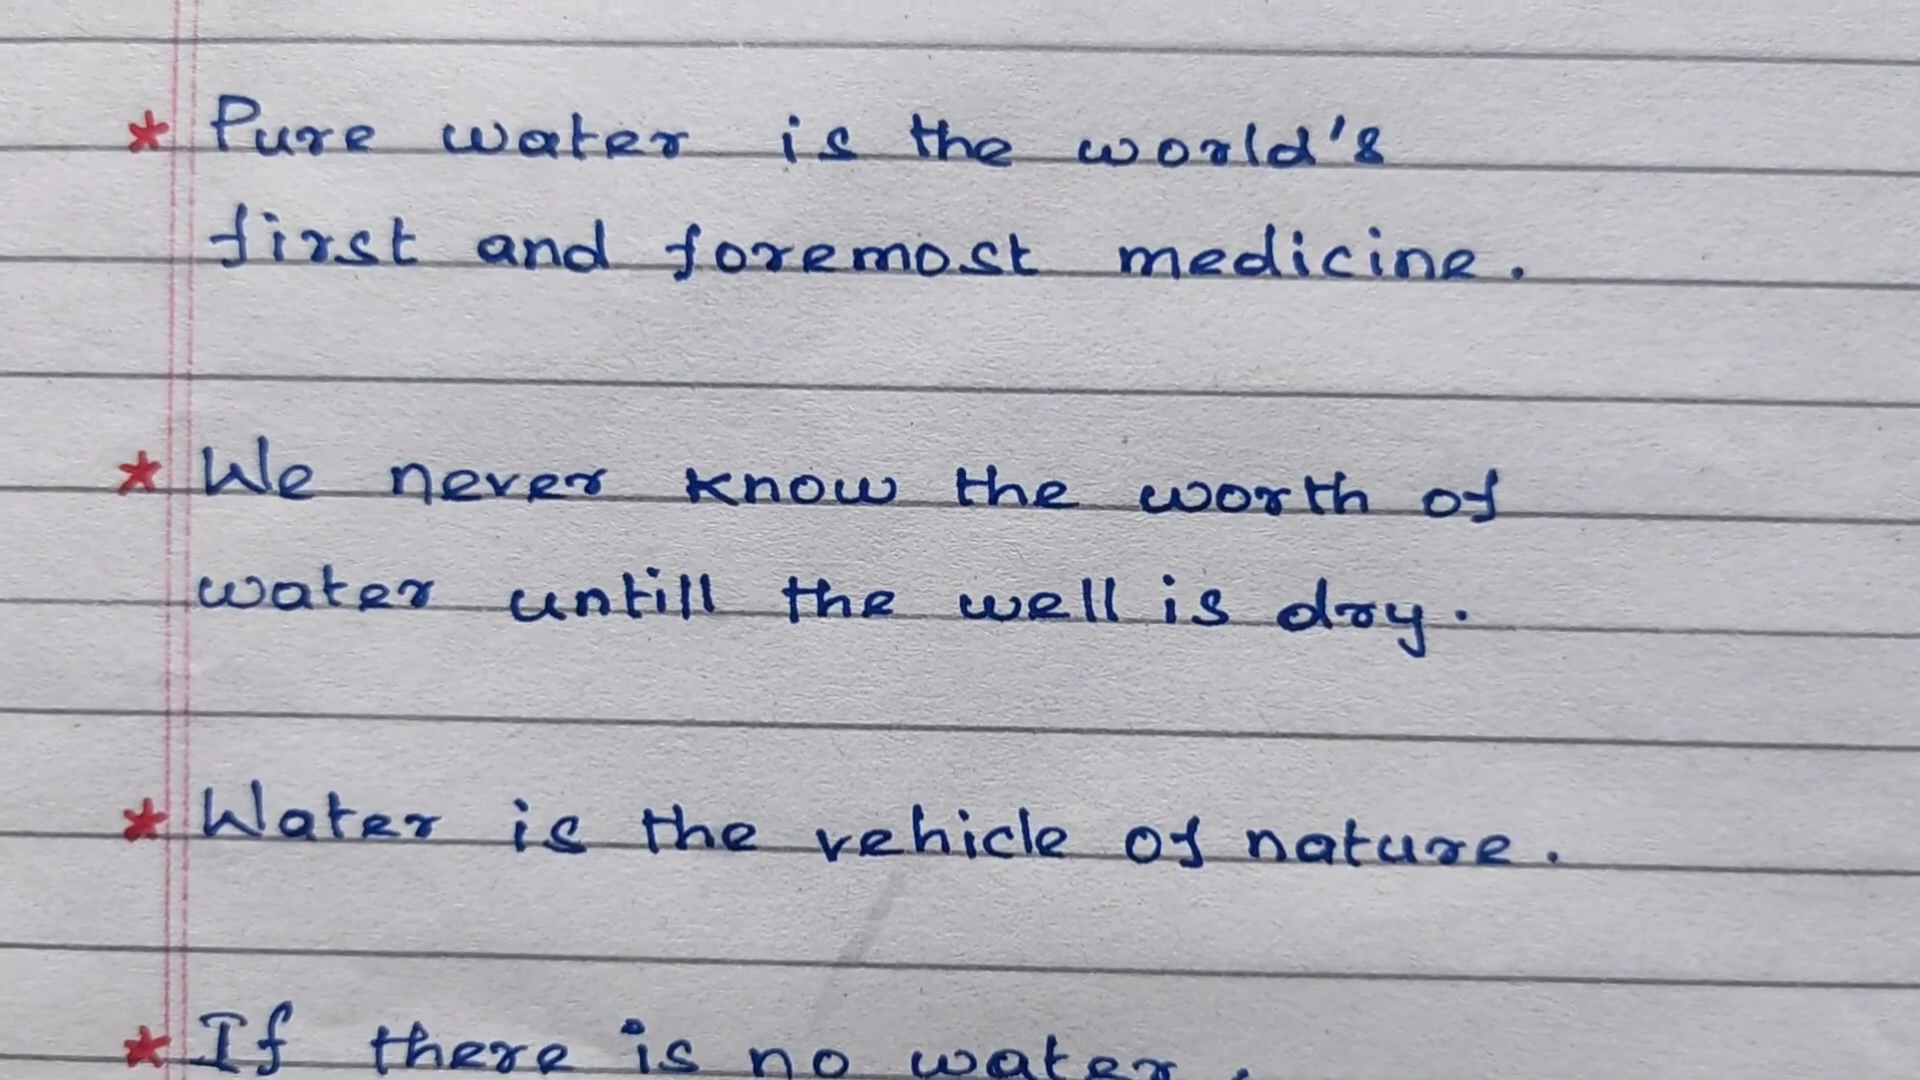 * Pure water is the world's
first and foremost medicine.
* We never know the worth of
water untill the well is dry.
* Water is the vehicle of nature.
* If there is no water,